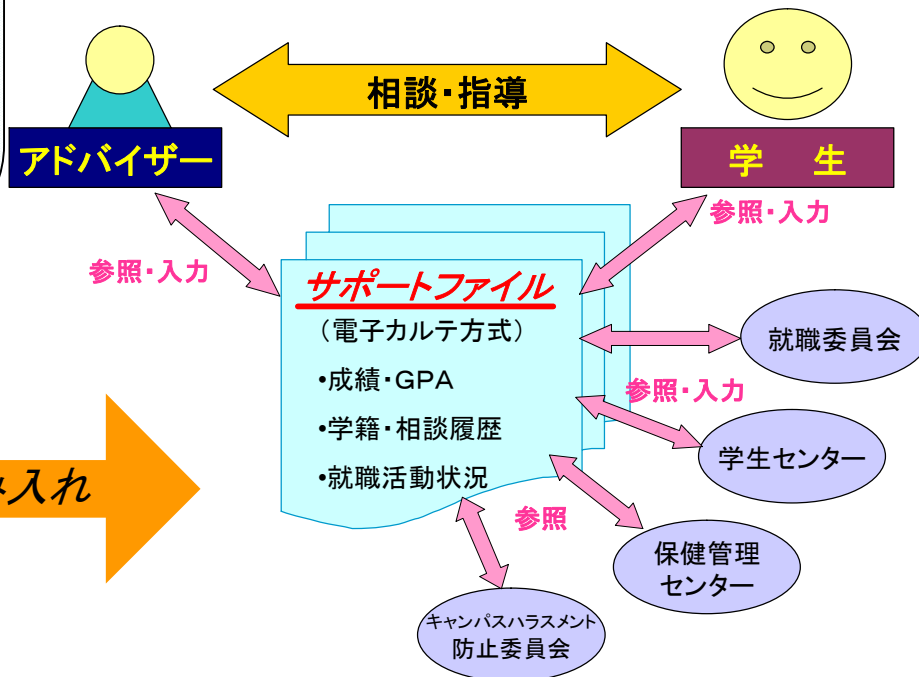 相談・指導
アドバイザー
学 生
参照・入力
参照・入力
サポートファイル
(電子カルテ方式)
•成績・GPA
•学籍・相談履歴
•就職活動状況
就職委員会
参照・入力
学生センター
入れ
参照
保健管理
センター
キャンパスハラスメント
防止委員会